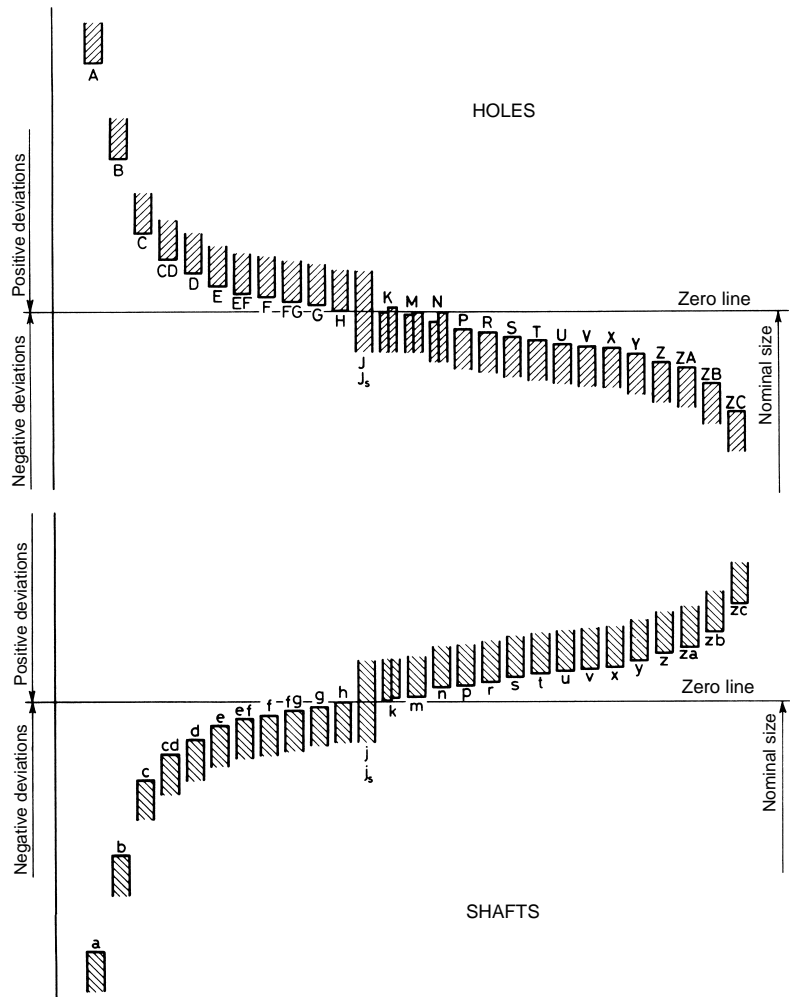 A
HOLES
B
C
CD
D
E
EF
F
FG
G
H
J
Js
K
M
N
P
R
S
T
U
V
X
Y
Z
ZA
ZB
ZC
Zero line
Positive deviations
Negative deviations
Nominal size
zc
zb
za
z
y
x
v
u
t
s
r
p
n
m
k
j
js
h
g
fg
f
ef
e
d
cd
c
b
a
Zero line
Positive deviations
Negative deviations
Nominal size
SHAFTS